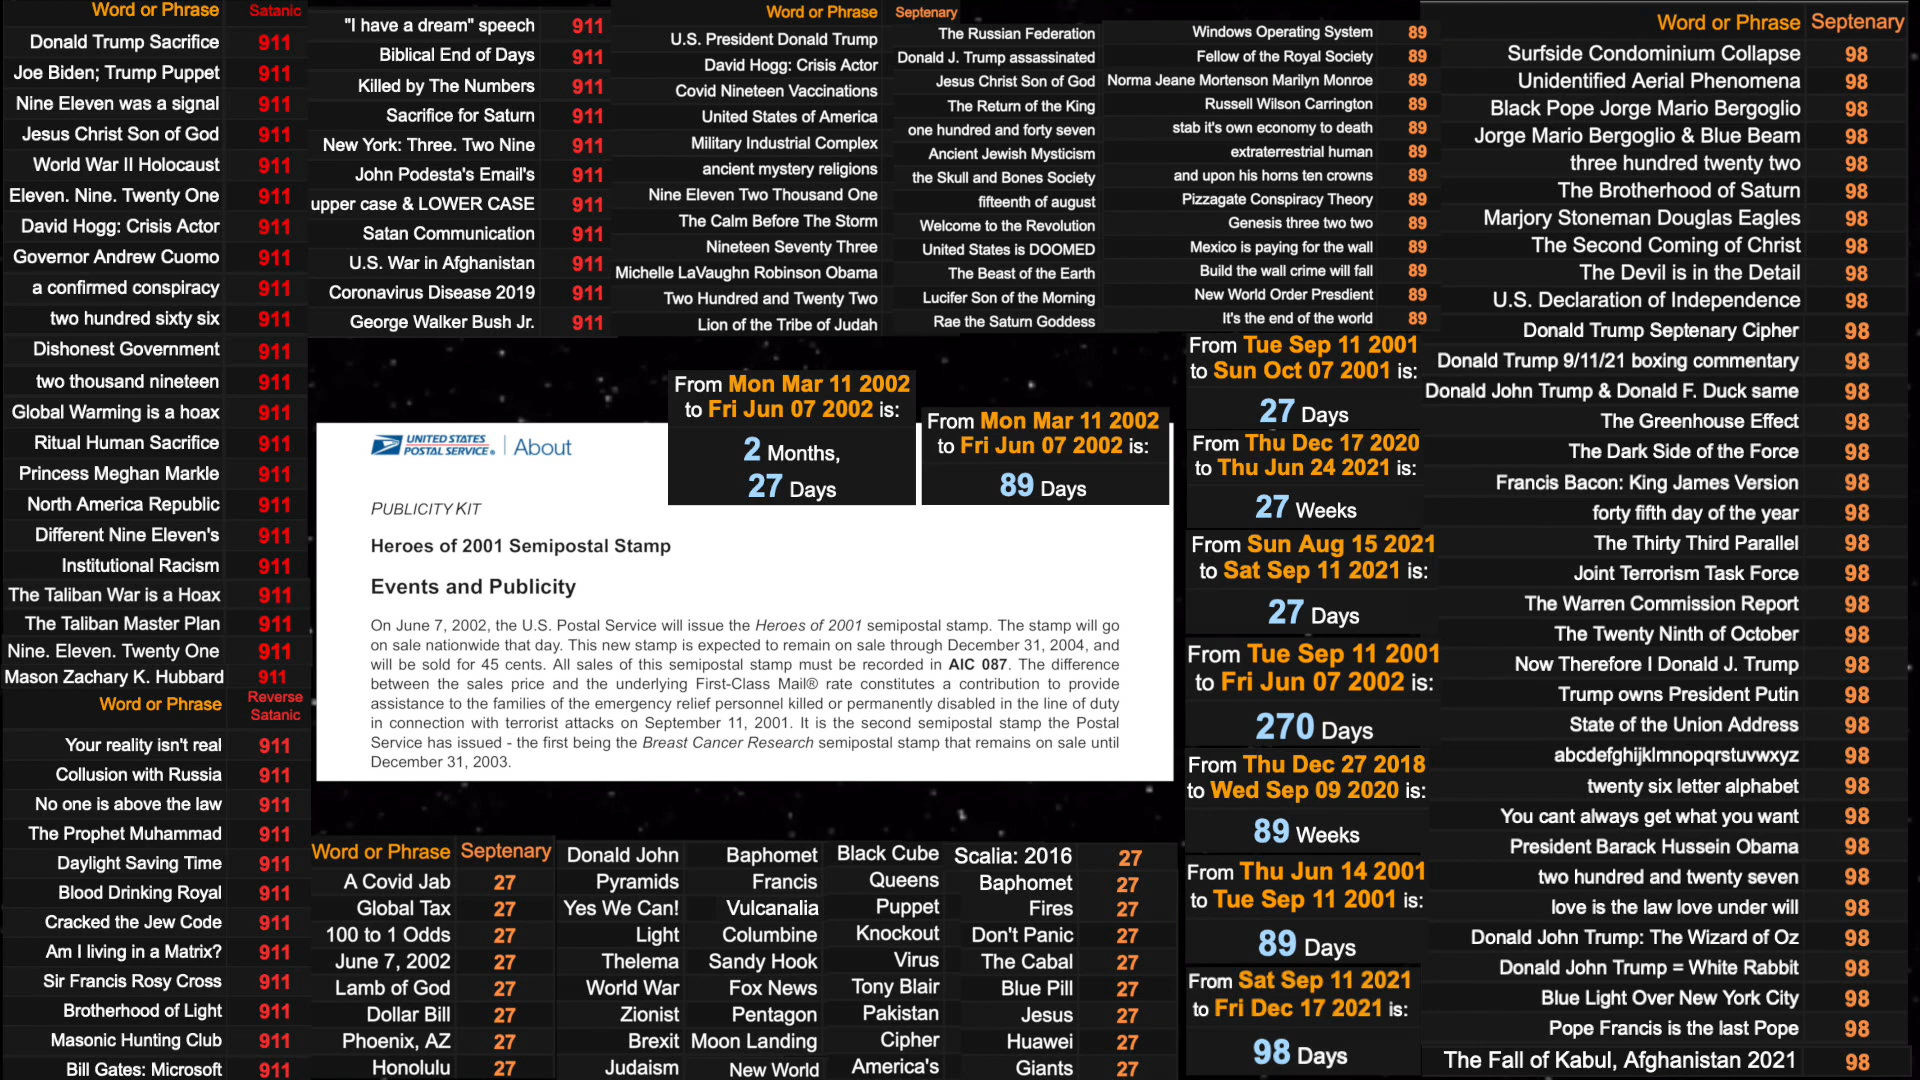 Word or Phrase Satanic
Donald Trump Sacrifice 911
Joe Biden; Trump Puppet 911
Nine Eleven was a signal 911
Jesus Christ Son of God 911
World War II Holocaust 911
Eleven. Nine. Twenty One 911
David Hogg: Crisis Actor 911
Governor Andrew Cuomo 911
a confirmed conspiracy 911
two hundred sixty six 911
Dishonest Government 911
two thousand nineteen 911
Global Warming is a hoax 911
Ritual Human Sacrifice 911
Princess Meghan Markle 911
North America Republic 911
Different Nine Eleven's 911
Institutional Racism 911
The Taliban War is a Hoax 911
The Taliban Master Plan 911
Nine. Eleven. Twenty One 911
Mason Zachary K. Hubbard 911
Word or Phrase Reverse Satanic
Your reality isn't real 911
Collusion with Russia 911
No one is above the law 911
The Prophet Muhammad 911
Daylight Saving Time 911
Blood Drinking Royal 911
Cracked the Jew Code 911
Am I living in a Matrix? 911
Sir Francis Rosy Cross 911
Brotherhood of Light 911
Masonic Hunting Club 911
Bill Gates: Microsoft 911
"I have a dream" speech 911
Biblical End of Days 911
Killed by The Numbers 911
Sacrifice for Saturn 911
New York: Three. Two Nine 911
John Podesta's Email's 911
upper case & LOWER CASE 911
Satan Communication 911
U.S. War in Afghanistan 911
Coronavirus Disease 2019 911
George Walker Bush Jr. 911
Word or Phrase Septenary
U.S. President Donald Trump
David Hogg: Crisis Actor
Covid Nineteen Vaccinations
United States of America
Military Industrial Complex
ancient mystery religions
Nine Eleven Two Thousand One
The Calm Before The Storm
Nineteen Seventy Three
Michelle LaVaughn Robinson Obama
Two Hundred and Twenty Two
Lion of the Tribe of Judah
The Russian Federation
Donald J. Trump assassinated
Jesus Christ Son of God
The Return of the King
one hundred and forty seven
Ancient Jewish Mysticism
the Skull and Bones Society
fifteenth of august
Welcome to the Revolution
United States is DOOMED
The Beast of the Earth
Lucifer Son of the Morning
Rae the Saturn Goddess
Windows Operating System 89
Fellow of the Royal Society 89
Norma Jeane Mortenson Marilyn Monroe 89
Russell Wilson Carrington 89
stab it's own economy to death 89
extraterrestrial human 89
and upon his horns ten crowns 89
Pizzagate Conspiracy Theory 89
Genesis three two two 89
Mexico is paying for the wall 89
Build the wall crime will fall 89
New World Order Presdient 89
It's the end of the world 89
From Mon Mar 11 2002
to Fri Jun 07 2002 is:
2 Months,
27 Days
From Mon Mar 11 2002
to Fri Jun 07 2002 is:
89 Days
UNITED STATES
POSTAL SERVICE® | About
PUBLICITY KIT
Heroes of 2001 Semipostal Stamp
Events and Publicity
On June 7, 2002, the U.S. Postal Service will issue the Heroes of 2001 semipostal stamp. The stamp will go
on sale nationwide that day. This new stamp is expected to remain on sale through December 31, 2004, and
will be sold for 45 cents. All sales of this semipostal stamp must be recorded in AIC 087. The difference
between the sales price and the underlying First-Class Mail® rate constitutes a contribution to provide
assistance to the families of the emergency relief personnel killed or permanently disabled in the line of duty
in connection with terrorist attacks on September 11, 2001. It is the second semipostal stamp the Postal
Service has issued - the first being the Breast Cancer Research semipostal stamp that remains on sale until
December 31, 2003.
Word or Phrase Septenary
A Covid Jab 27
Global Tax 27
100 to 1 Odds 27
June 7, 2002 27
Lamb of God 27
Dollar Bill 27
Phoenix, AZ 27
Honolulu 27
Donald John
Pyramids
Yes We Can!
Light
Thelema
World War
Zionist
Brexit
Judaism
Baphomet
Francis
Vulcanalia
Columbine
Sandy Hook
Fox News
Pentagon
Moon Landing
New World
Black Cube
Queens
Puppet
Knockout
Virus
Tony Blair
Pakistan
Cipher
America's
Scalia: 2016 27
Baphomet 27
Fires 27
Don't Panic 27
The Cabal 27
Blue Pill 27
Jesus 27
Huawei 27
Giants 27
From Tue Sep 11 2001
to Sun Oct 07 2001 is:
27 Days
From Thu Dec 17 2020
to Thu Jun 24 2021 is:
27 Weeks
From Sun Aug 15 2021
to Sat Sep 11 2021 is:
27 Days
From Tue Sep 11 2001
to Fri Jun 07 2002 is:
270 Days
From Thu Dec 27 2018
to Wed Sep 09 2020 is:
89 Weeks
From Thu Jun 14 2001
to Tue Sep 11 2001 is:
89 Days
From Sat Sep 11 2021
to Fri Dec 17 2021 is:
98 Days
Word or Phrase Septenary
Surfside Condominium Collapse 98
Unidentified Aerial Phenomena 98
Black Pope Jorge Mario Bergoglio 98
Jorge Mario Bergoglio & Blue Beam 98
three hundred twenty two 98
The Brotherhood of Saturn 98
Marjory Stoneman Douglas Eagles 98
The Second Coming of Christ 98
The Devil is in the Detail 98
U.S. Declaration of Independence 98
Donald Trump Septenary Cipher 98
Donald Trump 9/11/21 boxing commentary 98
Donald John Trump & Donald F. Duck same 98
The Greenhouse Effect 98
The Dark Side of the Force 98
Francis Bacon: King James Version 98
forty fifth day of the year 98
The Thirty Third Parallel 98
Joint Terrorism Task Force 98
The Warren Commission Report 98
The Twenty Ninth of October 98
Now Therefore I Donald J. Trump 98
Trump owns President Putin 98
State of the Union Address 98
abcdefghijklmnopqrstuvwxyz 98
twenty six letter alphabet 98
You cant always get what you want 98
President Barack Hussein Obama 98
two hundred and twenty seven 98
love is the law love under will 98
Donald John Trump: The Wizard of Oz 98
Donald John Trump = White Rabbit 98
Blue Light Over New York City 98
Pope Francis is the last Pope 98
The Fall of Kabul, Afghanistan 2021 98